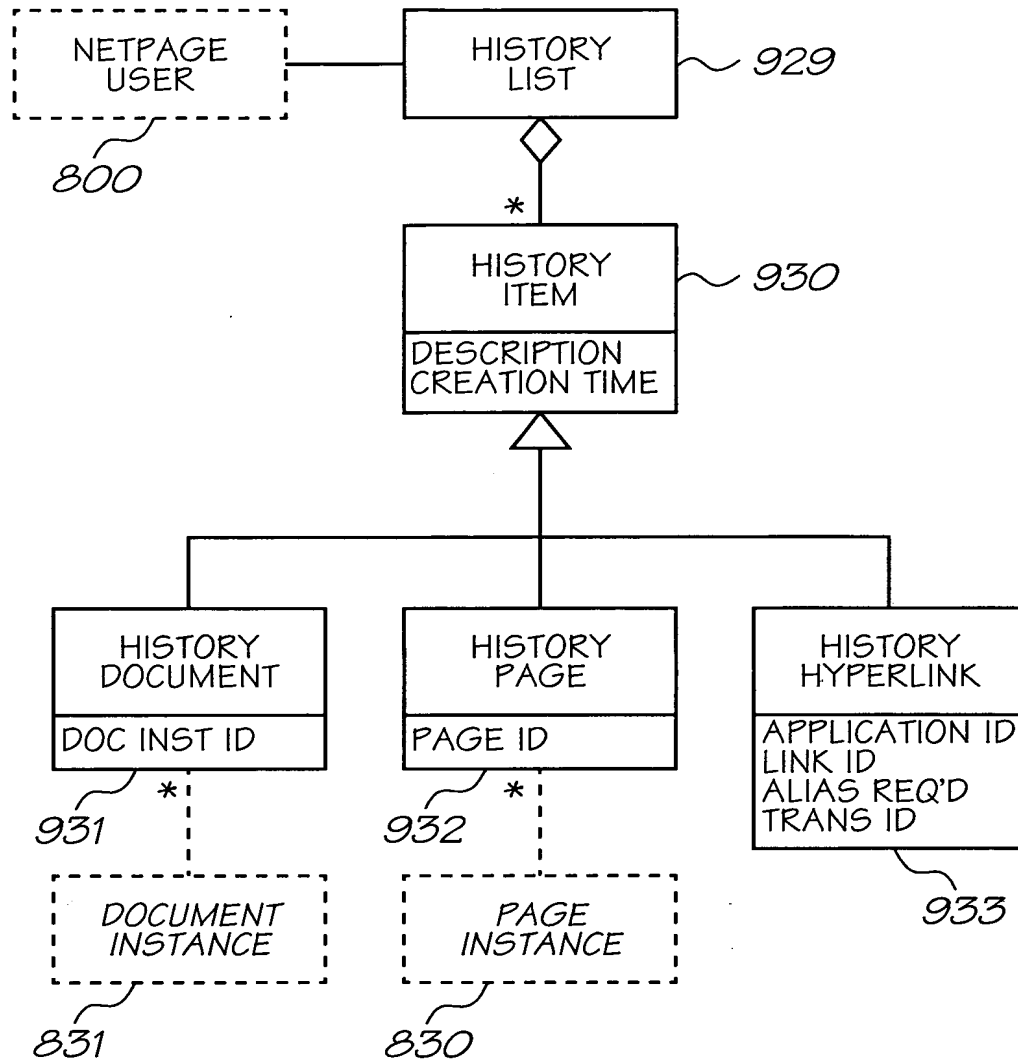 NETPAGE
USER
800
HISTORY
LIST
929
*
HISTORY
ITEM
930
DESCRIPTION
CREATION TIME
HISTORY
DOCUMENT
DOC INST ID
931
*
HISTORY
PAGE
PAGE ID
932
*
HISTORY
HYPERLINK
APPLICATION ID
LINK ID
ALIAS REQ'D
TRANS ID
933
DOCUMENT
INSTANCE
831
PAGE
INSTANCE
830